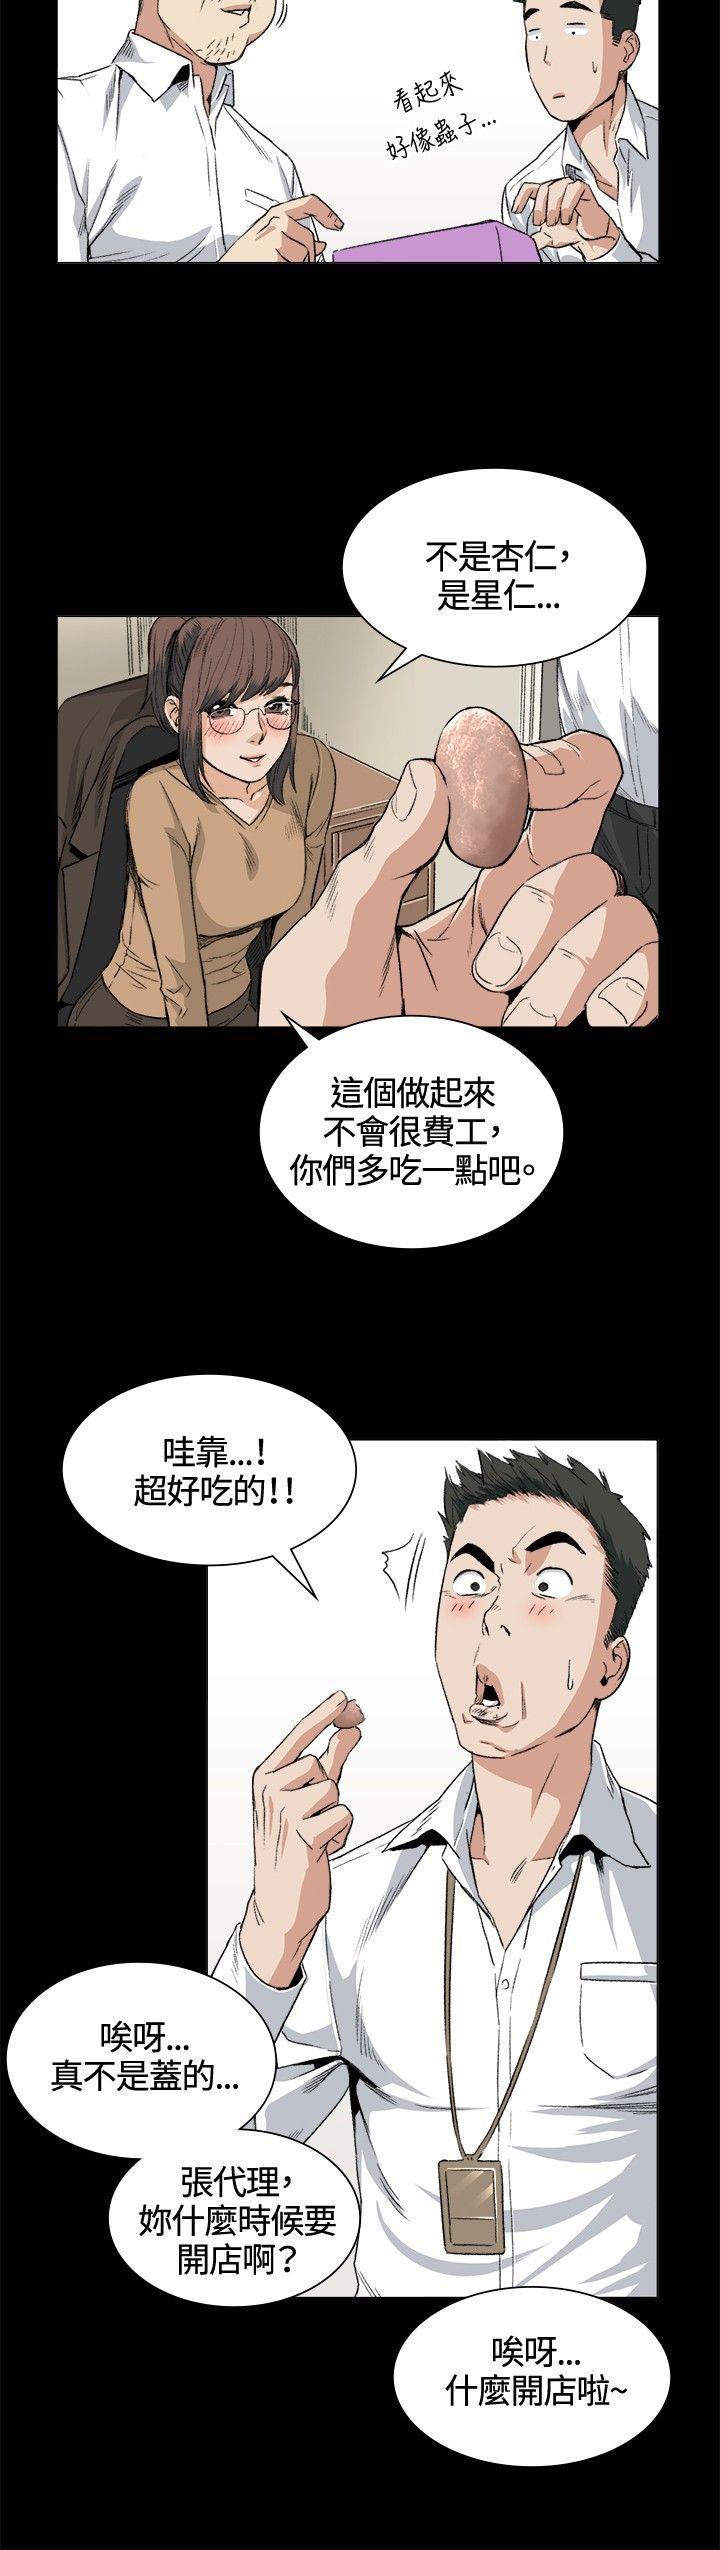 看起來
好像蟲子...
不是杏仁，
是星仁...
這個做起來
不會很費工，
你們多吃一點吧。
哇靠...！
超好吃的！！
唉呀...
真不是蓋的...
張代理，
妳什麼時候要
開店啊？
唉呀...
什麼開店啦~